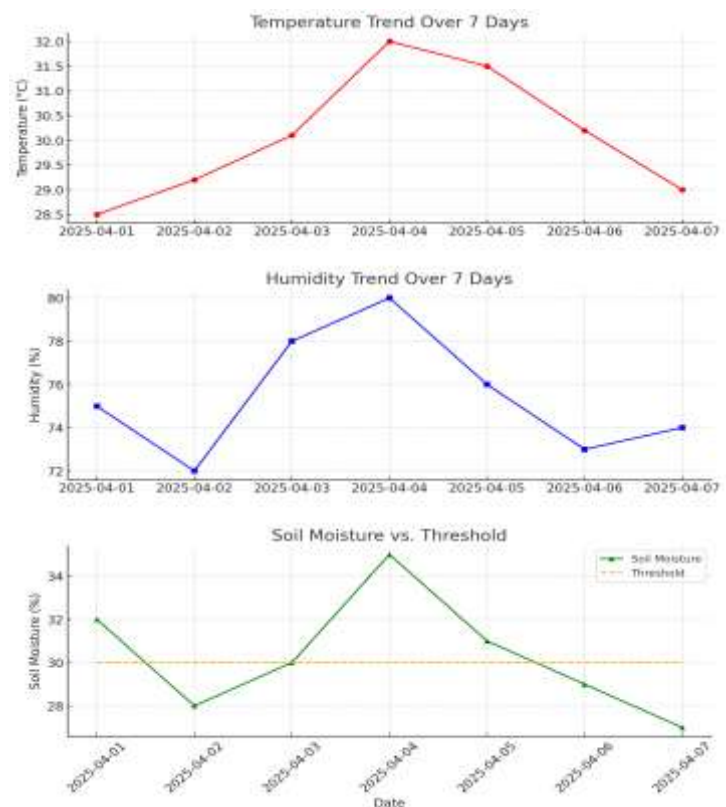 Temperature Trend Over 7 Days
Temperature (°C)
32.0
31.5
31.0
30.5
30.0
29.5
29.0
28.5
2025-04-01 2025-04-02 2025-04-03 2025-04-04 2025-04-05 2025-04-06 2025-04-07
Humidity Trend Over 7 Days
Humidity (%)
80
78
76
74
72
2025-04-01 2025-04-02 2025-04-03 2025-04-04 2025-04-05 2025-04-06 2025-04-07
Soil Moisture vs. Threshold
Soil Moisture
Threshold
Soil Moisture (%)
34
32
30
28
2025-04-01 2025-04-02 2025-04-03 2025-04-04 2025-04-05 2025-04-06 2025-04-07
Date